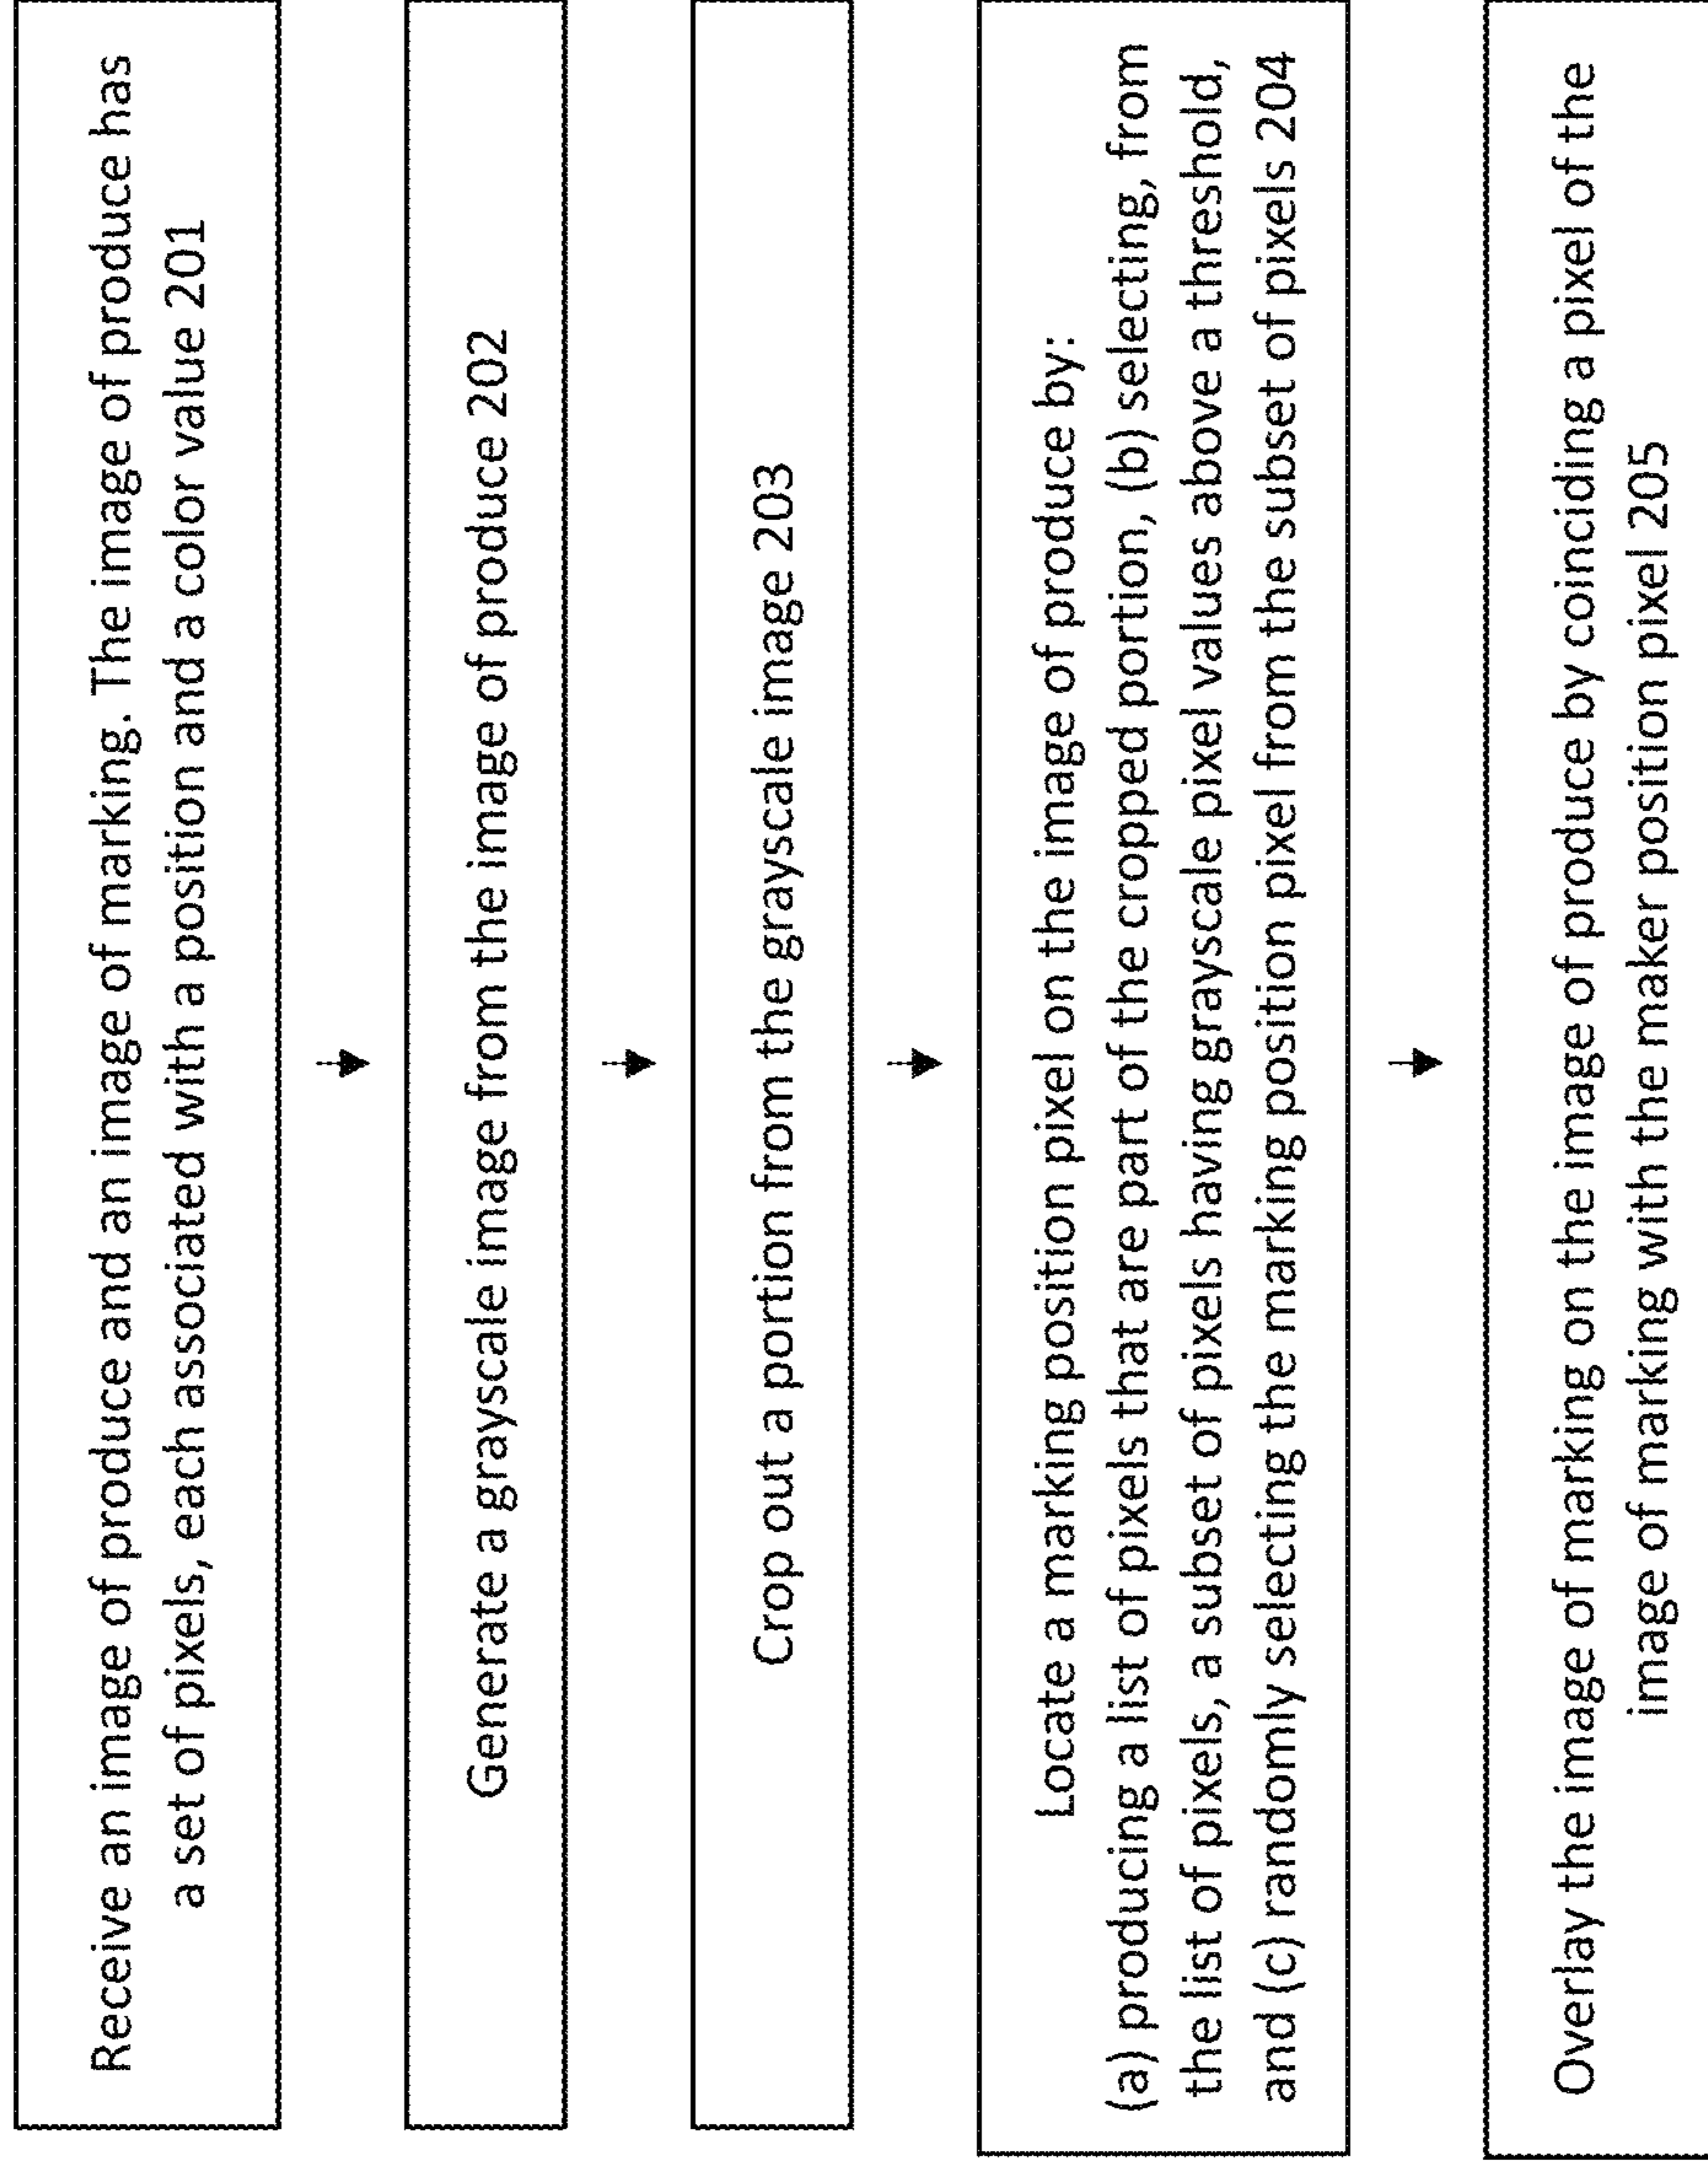 Receive an image of produce and an image of marking. The image of produce has
a set of pixels, each associated with a position and a color value 201
Generate a grayscale image from the image of produce 202
Crop out a portion from the grayscale image 203
Locate a marking position pixel on the image of produce by:
(a) producing a list of pixels that are part of the cropped portion, (b) selecting, from
the list of pixels, a subset of pixels having grayscale pixel values above a threshold,
and (c) randomly selecting the marking position pixel from the subset of pixels 204
Overlay the image of marking on the image of produce by coinciding a pixel of the
image of marking with the maker position pixel 205